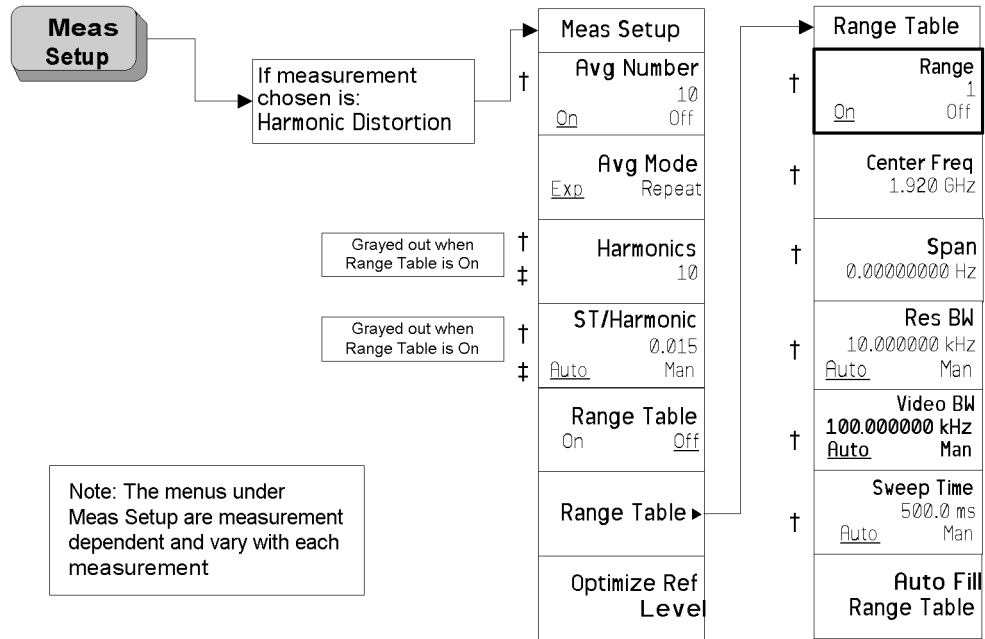 Meas
Setup
If measurement
chosen is:
Harmonic Distortion
Meas Setup
†
Avg Number
10
On Off
Avg Mode
Exp Repeat
Grayed out when
Range Table is On
†
‡
Harmonics
10
Grayed out when
Range Table is On
†
‡
ST/Harmonic
0.015
Auto Man
Range Table
On Off
Range Table
Optimize Ref
Level
Note: The menus under
Meas Setup are measurement
dependent and vary with each
measurement
Range Table
†
Range
1
On Off
†
Center Freq
1.920 GHz
†
Span
0.00000000 Hz
†
Res BW
10.000000 kHz
Auto Man
†
Video BW
100.000000 kHz
Auto Man
†
Sweep Time
500.0 ms
Auto Man
Auto Fill
Range Table